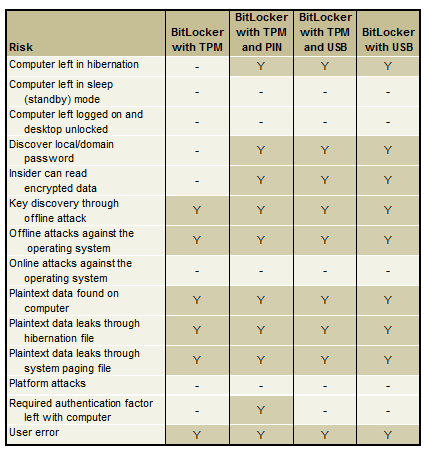 Risk BitLocker with TPM BitLocker with TPM and PIN BitLocker with TPM and USB BitLocker with USB
Computer left in hibernation - Y Y Y
Computer left in sleep
(standby) mode - - - -
Computer left logged on and
desktop unlocked - - - -
Discover local/domain
password - Y Y Y
Insider can read
encrypted data - Y Y Y
Key discovery through
offline attack Y Y Y Y
Offline attacks against the
operating system Y Y Y Y
Online attacks against the
operating system - - - -
Plaintext data found on
computer Y Y Y Y
Plaintext data leaks through
hibernation file Y Y Y Y
Plaintext data leaks through
system paging file Y Y Y Y
Platform attacks - - - -
Required authentication factor
left with computer - Y - -
User error Y Y Y Y